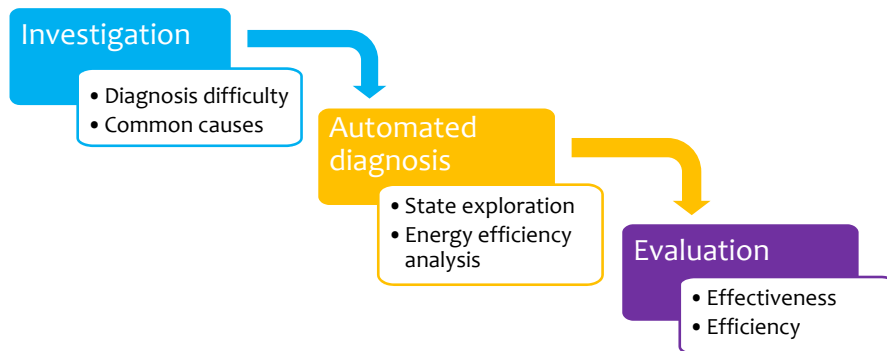 Investigation
• Diagnosis difficulty
• Common causes
Automated
diagnosis
• State exploration
• Energy efficiency
analysis
Evaluation
• Effectiveness
• Efficiency